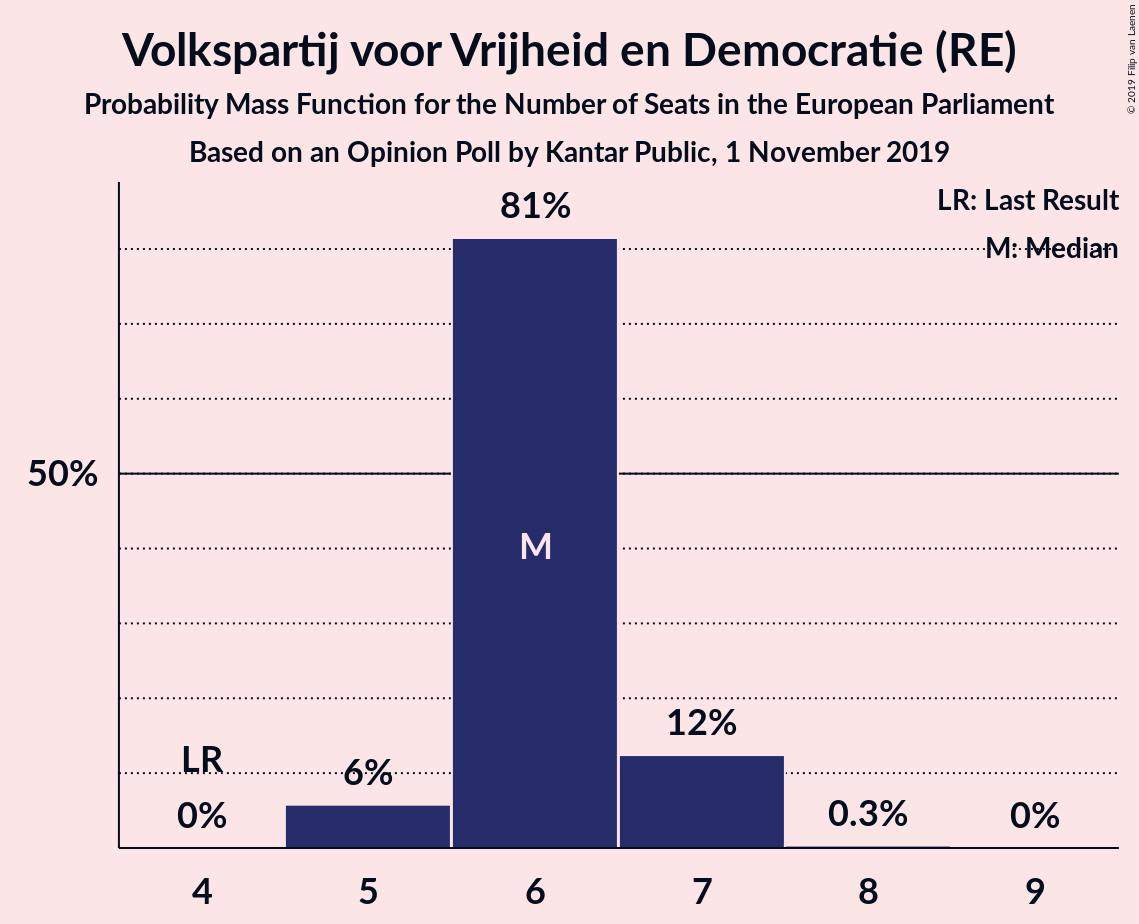 Volkspartij voor Vrijheid en Democratie (RE)
Probability Mass Function for the Number of Seats in the European Parliament
Based on an Opinion Poll by Kantar Public, 1 November 2019
© 2019 Filip van Laenen
LR: Last Result
M: Median
81%
50%
M
12%
LR
6%
0%
0.3%
0%
4 5 6 7 8 9